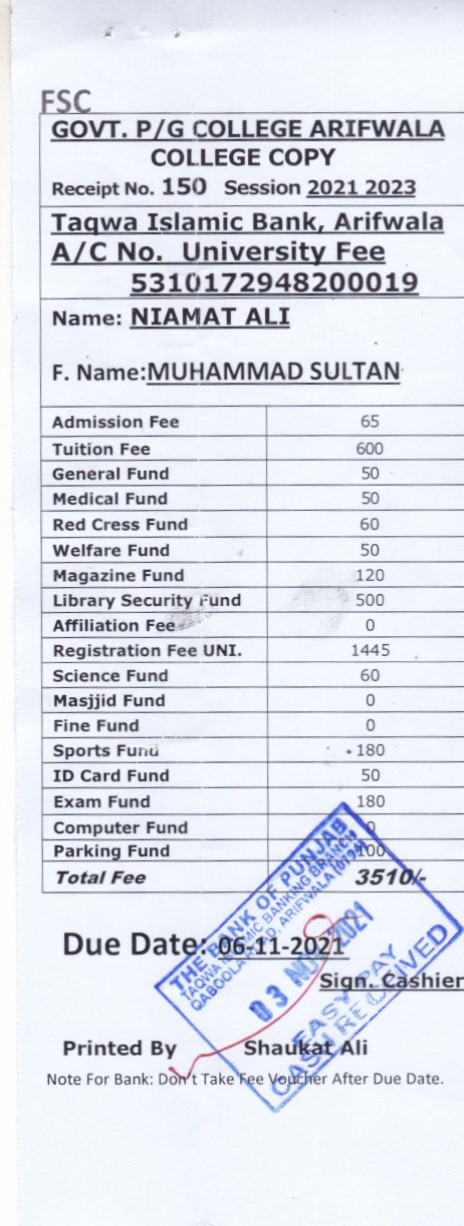 FSC
GOVT. P/G COLLEGE ARIFWALA
COLLEGE COPY
Receipt No. 150 Session 2021 2023
Taqwa Islamic Bank, Arifwala
A/C No. University Fee
5310172948200019
Name: NIAMAT ALI
F. Name:MUHAMMAD SULTAN
Admission Fee 65
Tuition Fee 600
General Fund 50
Medical Fund 50
Red Cress Fund 60
Welfare Fund 50
Magazine Fund 120
Library Security Fund 500
Affiliation Fee 0
Registration Fee UNI. 1445
Science Fund 60
Masjjid Fund 0
Fine Fund 0
Sports Fund 180
ID Card Fund 50
Exam Fund 180
Computer Fund 0
Parking Fund 100
Total Fee 3510/-
THE BANK OF PUNJAB
TAQWA ISLAMIC BANKING BRANCH
QABOOLA ROAD, ARIFWALA
03 NOV 2021
EASY PAY
CASH RECEIVED
Due Date: 06-11-2021
Sign. Cashier
Printed By Shaukat Ali
Note For Bank: Don't Take Fee Voucher After Due Date.